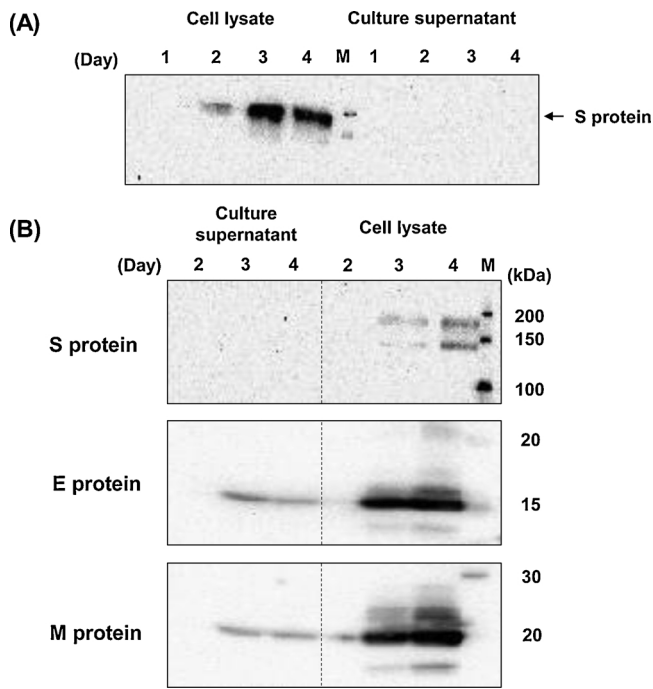 (A)
Cell lysate Culture supernatant
(Day) 1 2 3 4 M 1 2 3 4
S protein
(B)
Culture supernatant Cell lysate
(Day) 2 3 4 2 3 4 M (kDa)
S protein
200
150
100
E protein
20
15
M protein
30
20